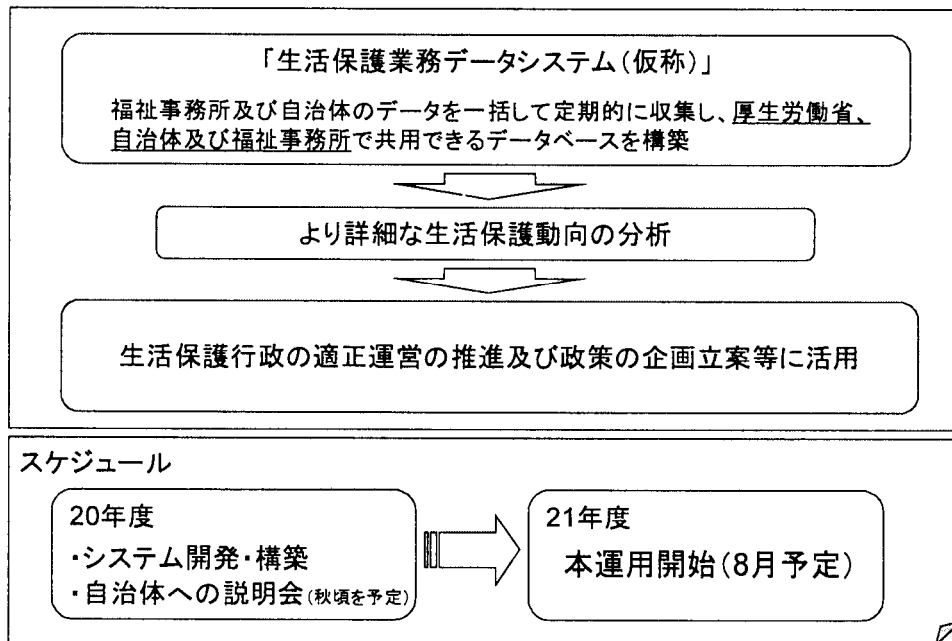 「生活保護業務データシステム(仮称)」
福祉事務所及び自治体のデータを一括して定期的に収集し、厚生労働省、
自治体及び福祉事務所で共用できるデータベースを構築
より詳細な生活保護動向の分析
生活保護行政の適正運営の推進及び政策の企画立案等に活用
スケジュール
20年度
・システム開発・構築
・自治体への説明会(秋頃を予定)
21年度
本運用開始(8月予定)